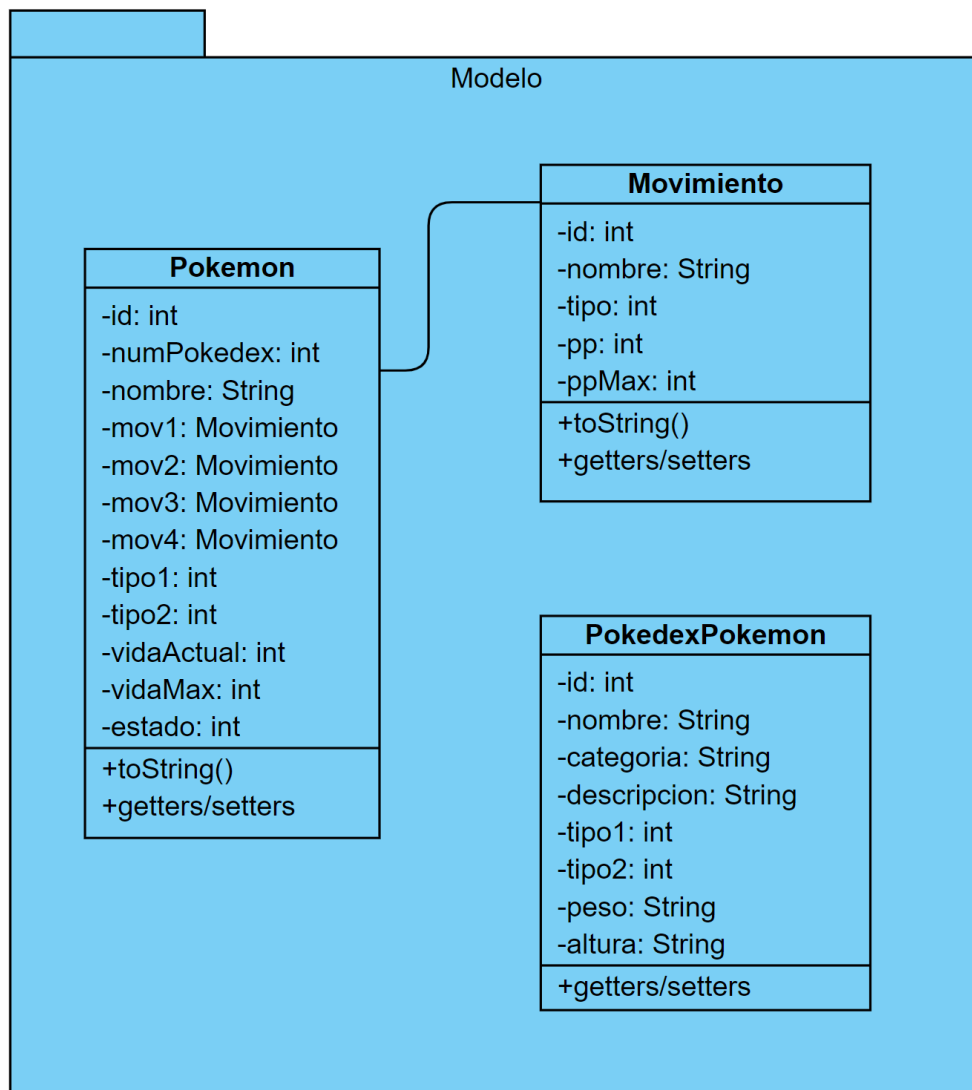 Modelo
Pokemon
-id: int
-numPokedex: int
-nombre: String
-mov1: Movimiento
-mov2: Movimiento
-mov3: Movimiento
-mov4: Movimiento
-tipo1: int
-tipo2: int
-vidaActual: int
-vidaMax: int
-estado: int
+toString()
+getters/setters
Movimiento
-id: int
-nombre: String
-tipo: int
-pp: int
-ppMax: int
+toString()
+getters/setters
PokedexPokemon
-id: int
-nombre: String
-categoria: String
-descripcion: String
-tipo1: int
-tipo2: int
-peso: String
-altura: String
+getters/setters